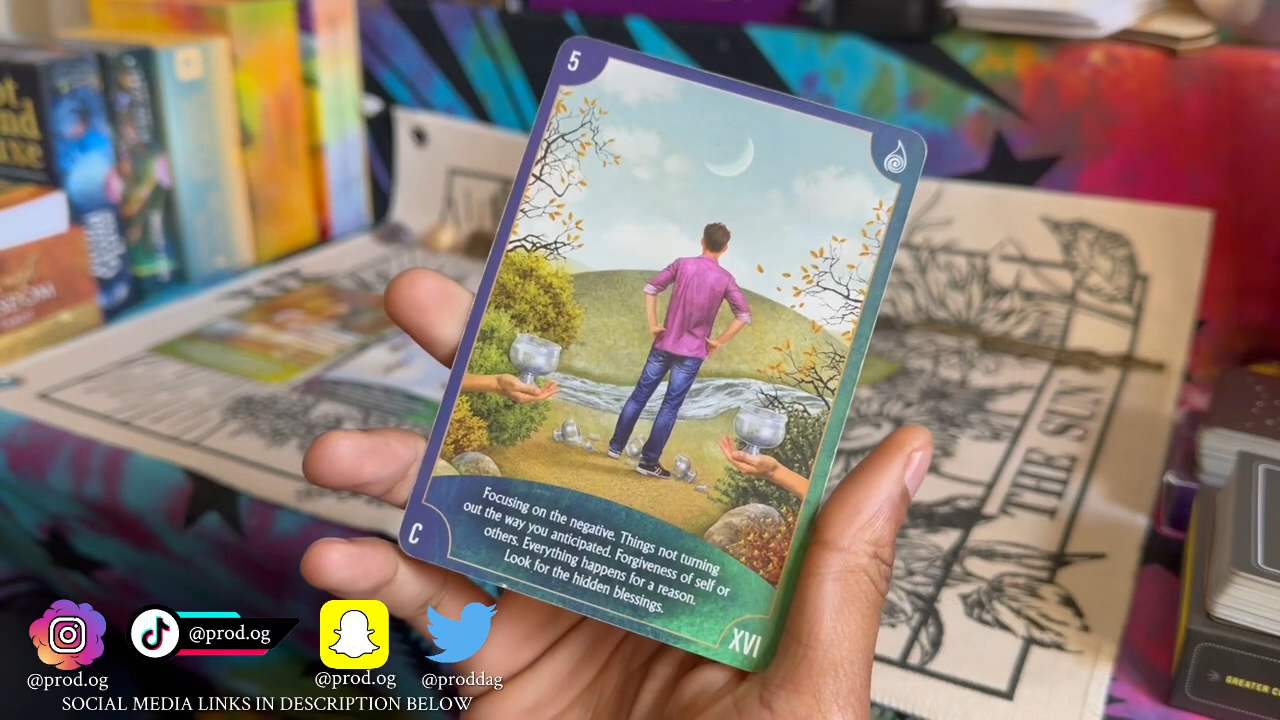 5
Focusing on the negative. Things not turning
out the way you anticipated. Forgiveness of self or
others. Everything happens for a reason.
Look for the hidden blessings.
C
XVI
THE SUN
@prod.og
@prod.og
@prod.og
@proddag
SOCIAL MEDIA LINKS IN DESCRIPTION BELOW